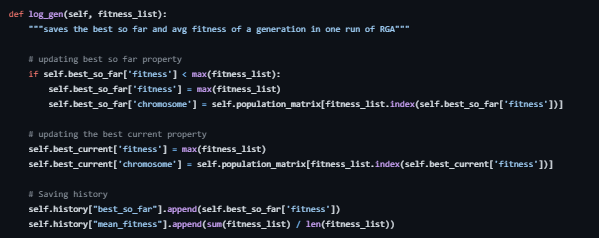 def log_gen(self, fitness_list):
    """saves the best so far and avg fitness of a generation in one run of RGA"""
    # updating best so far property
    if self.best_so_far['fitness'] < max(fitness_list):
        self.best_so_far['fitness'] = max(fitness_list)
        self.best_so_far['chromosome'] = self.population_matrix[fitness_list.index(self.best_so_far['fitness'])]
    # updating the best current property
    self.best_current['fitness'] = max(fitness_list)
    self.best_current['chromosome'] = self.population_matrix[fitness_list.index(self.best_current['fitness'])]
    # Saving history
    self.history["best_so_far"].append(self.best_so_far['fitness'])
    self.history["mean_fitness"].append(sum(fitness_list) / len(fitness_list))